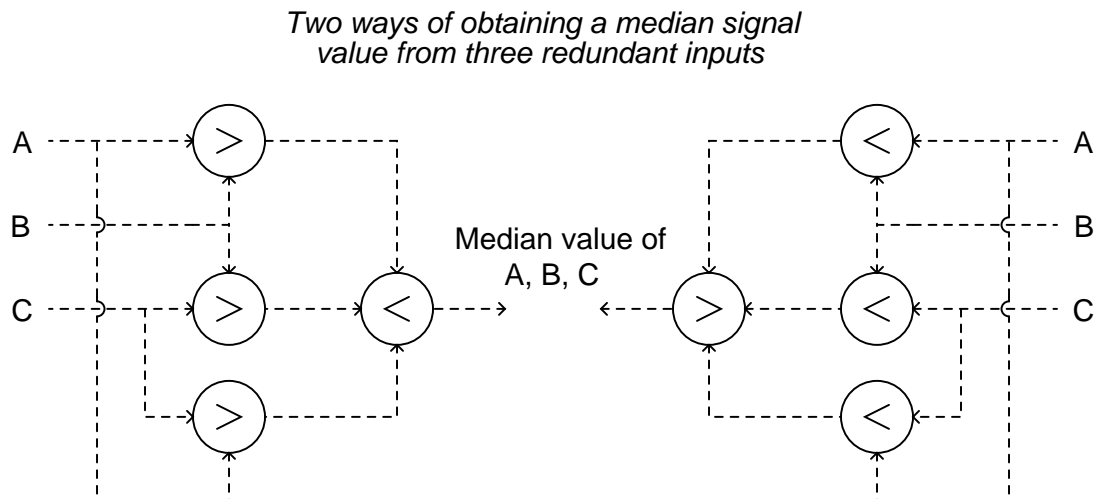 Two ways of obtaining a median signal
value from three redundant inputs
A > < A
B B
Median value of
A, B, C
C > < > < C
> <